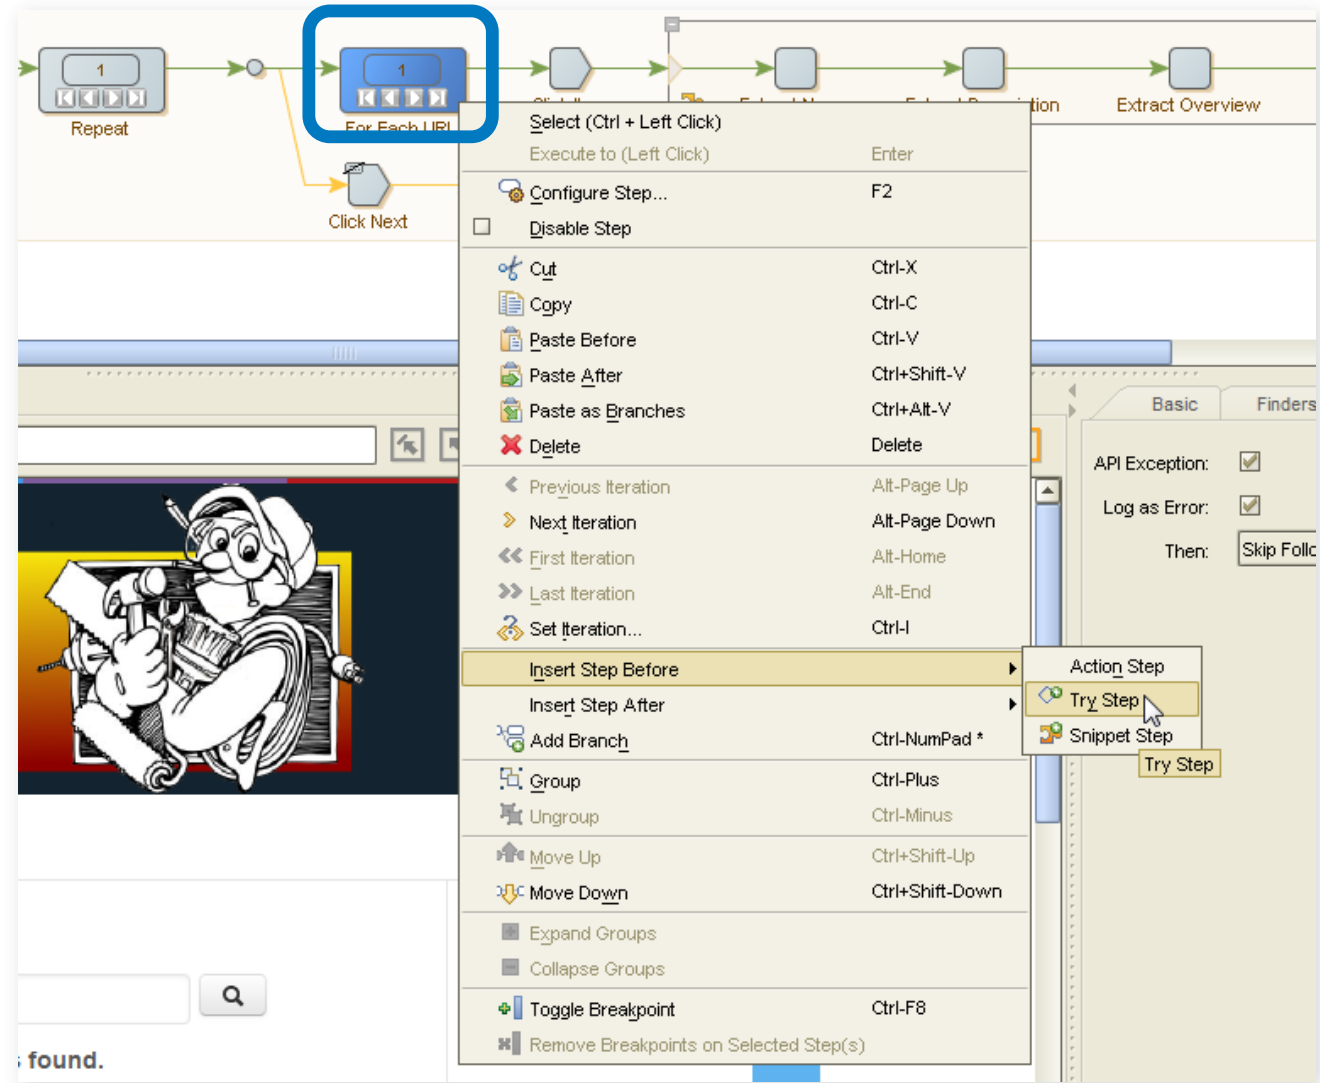 1
Repeat
1
For Each URL
Extract Overview
Click Next
Select (Ctrl + Left Click)
Execute to (Left Click) Enter
Configure Step... F2
Disable Step
Cut Ctrl-X
Copy Ctrl-C
Paste Before Ctrl-V
Paste After Ctrl+Shift-V
Paste as Branches Ctrl+Alt-V
Delete Delete
Previous Iteration Alt-Page Up
Next Iteration Alt-Page Down
First Iteration Alt-Home
Last Iteration Alt-End
Set Iteration... Ctrl-I
Insert Step Before
Insert Step After
Add Branch Ctrl-NumPad *
Group Ctrl-Plus
Ungroup Ctrl-Minus
Move Up Ctrl+Shift-Up
Move Down Ctrl+Shift-Down
Expand Groups
Collapse Groups
Toggle Breakpoint Ctrl-F8
Remove Breakpoints on Selected Step(s)
Action Step
Try Step
Snippet Step
Try Step
Basic Finders
API Exception:
Log as Error:
Then: Skip Follo
found.